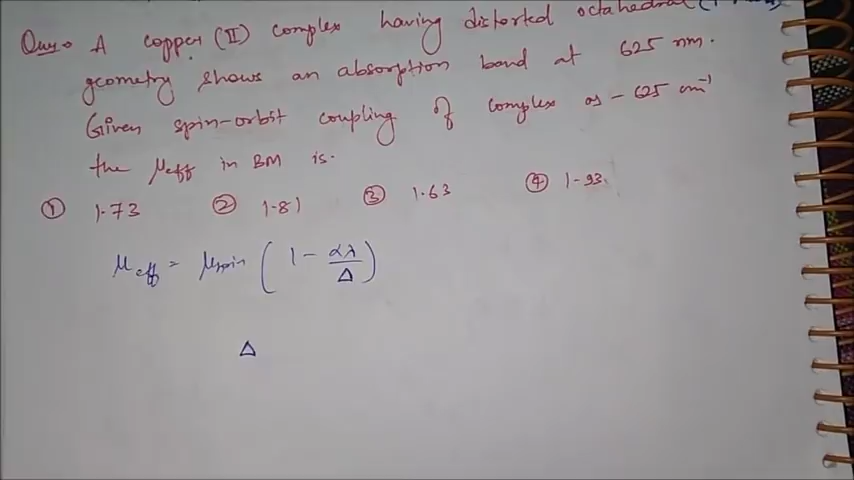 Ques A copper (II) complex having distorted octahedral
geometry shows an absorption band at 625 nm.
Given spin-orbit coupling of complex as - 625 cm⁻¹
the μeff in BM is.
① 1.73 ② 1.81 ③ 1.63 ④ 1.93
μeff = μspin ( 1 - αλ/Δ )
Δ